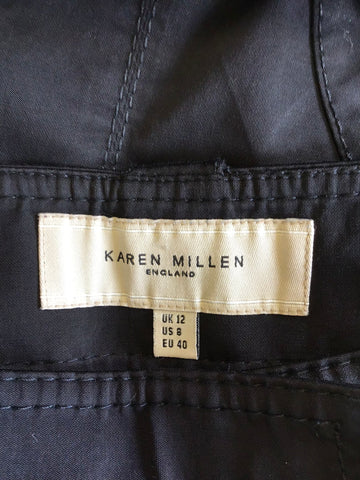 KAREN MILLEN
ENGLAND
UK 12
US 8
EU 40